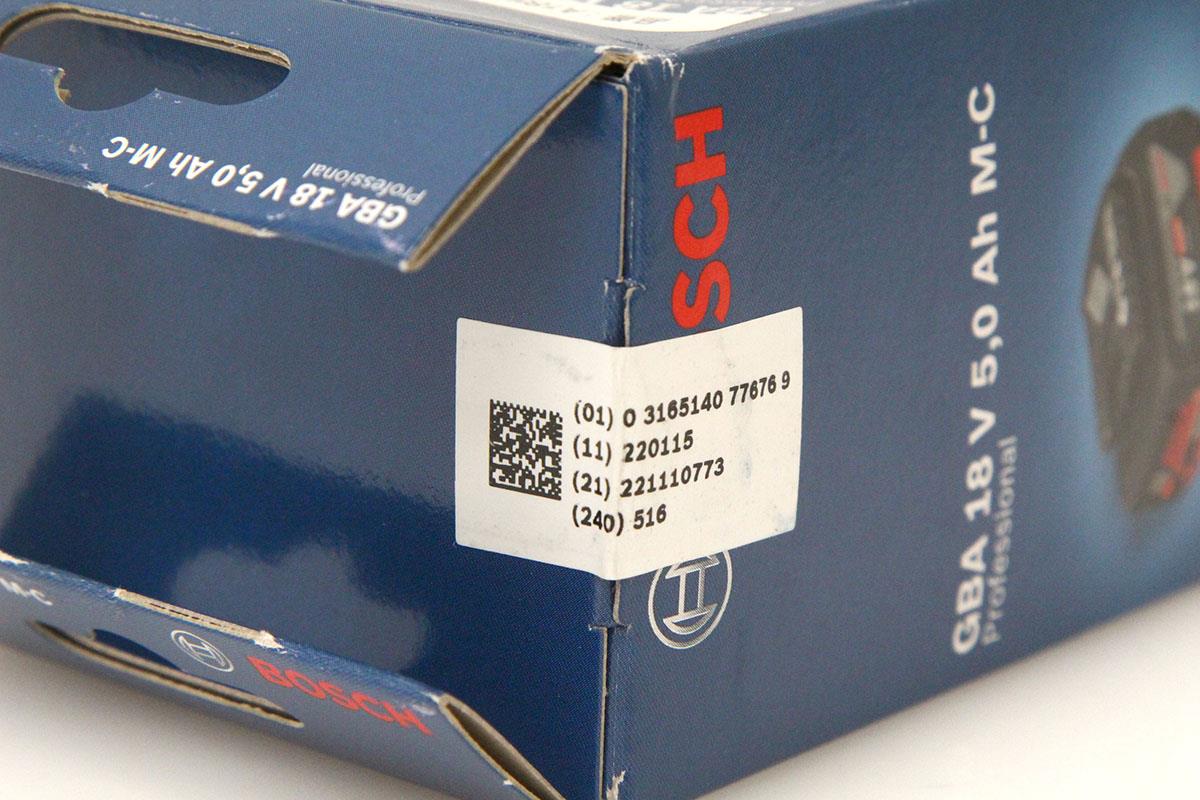 GBA 18 V 5,0 Ah M-C
Professional
SCH
GBA 18 V 5,0 Ah M-C
Professional
(01) 0 3165140 77676 9
(11) 220115
(21) 221110773
(240) 516
M-C
BOSCH